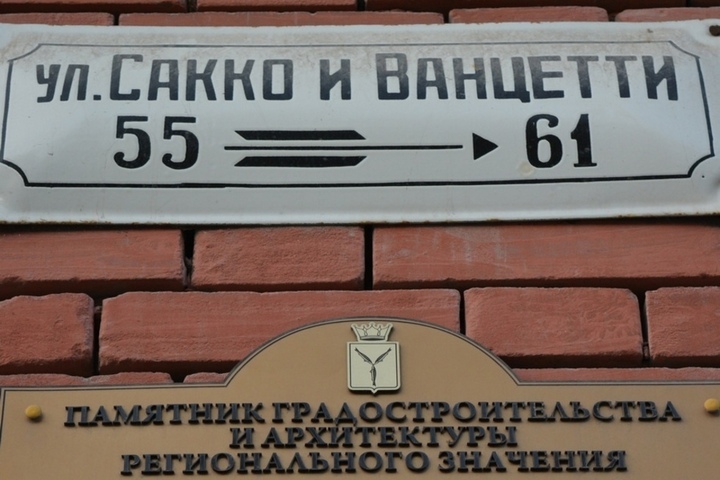 ул. Сакко и Ванцетти
55 61
ПАМЯТНИК ГРАДОСТРОИТЕЛЬСТВА
И АРХИТЕКТУРЫ
РЕГИОНАЛЬНОГО ЗНАЧЕНИЯ